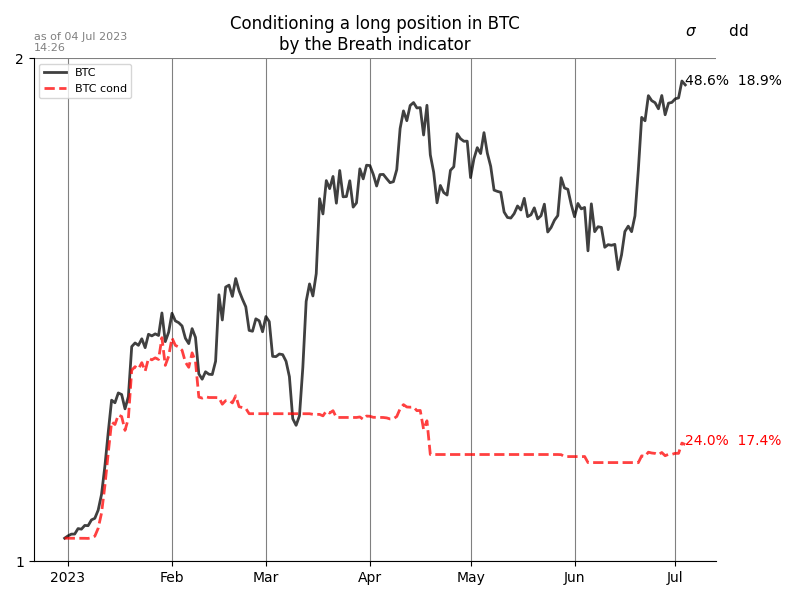 Conditioning a long position in BTC
by the Breath indicator
σ dd
as of 04 Jul 2023
14:26
2
BTC
BTC cond
48.6% 18.9%
24.0% 17.4%
1
2023 Feb Mar Apr May Jun Jul